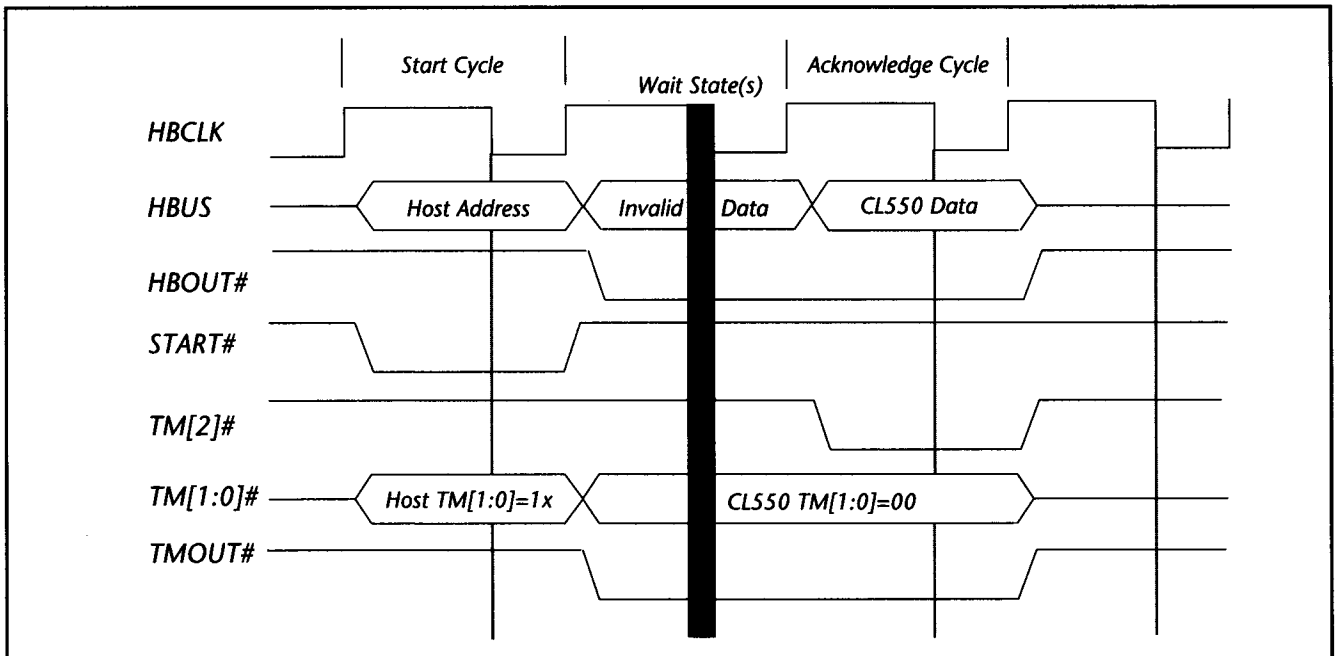 Start Cycle
Wait State(s)
Acknowledge Cycle
HBCLK
HBUS
Host Address
Invalid Data
CL550 Data
HBOUT#
START#
TM[2]#
TM[1:0]#
Host TM[1:0]=1x
CL550 TM[1:0]=00
TMOUT#